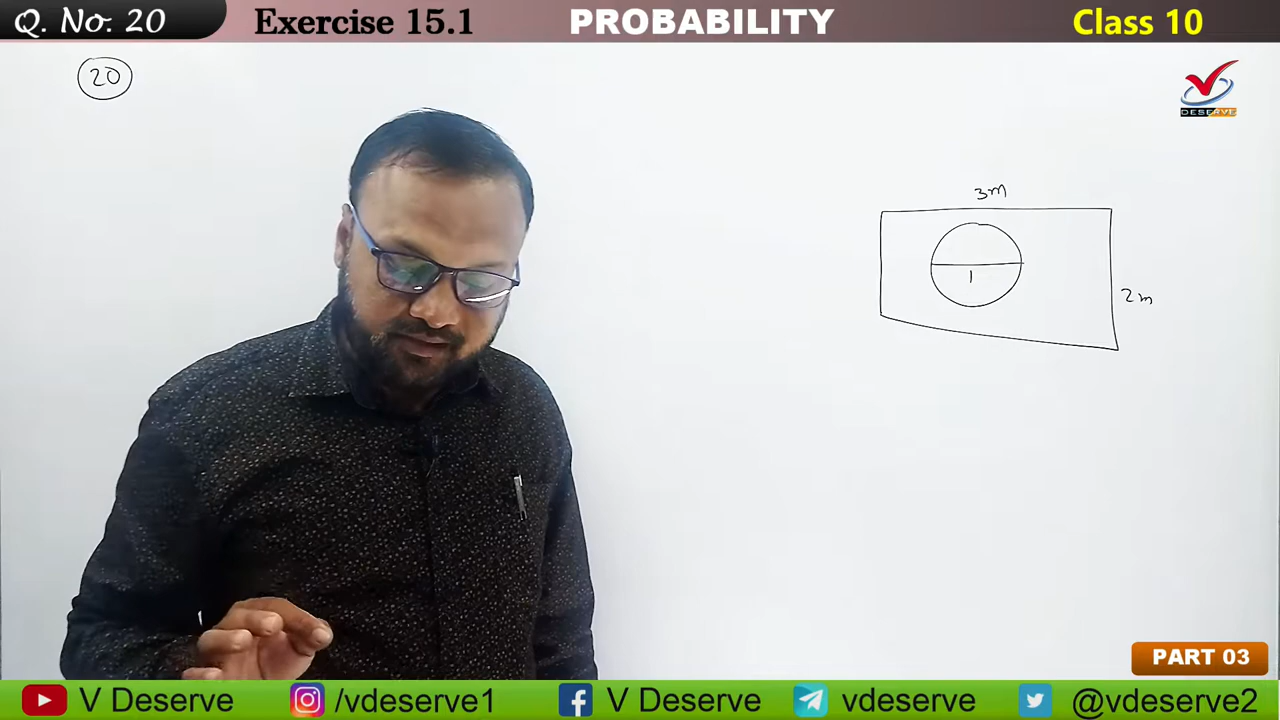 Q. No. 20
Exercise 15.1
PROBABILITY
Class 10
20
DESERVE
3m
1
2m
PART 03
V Deserve
/vdeserve1
V Deserve
vdeserve
@vdeserve2